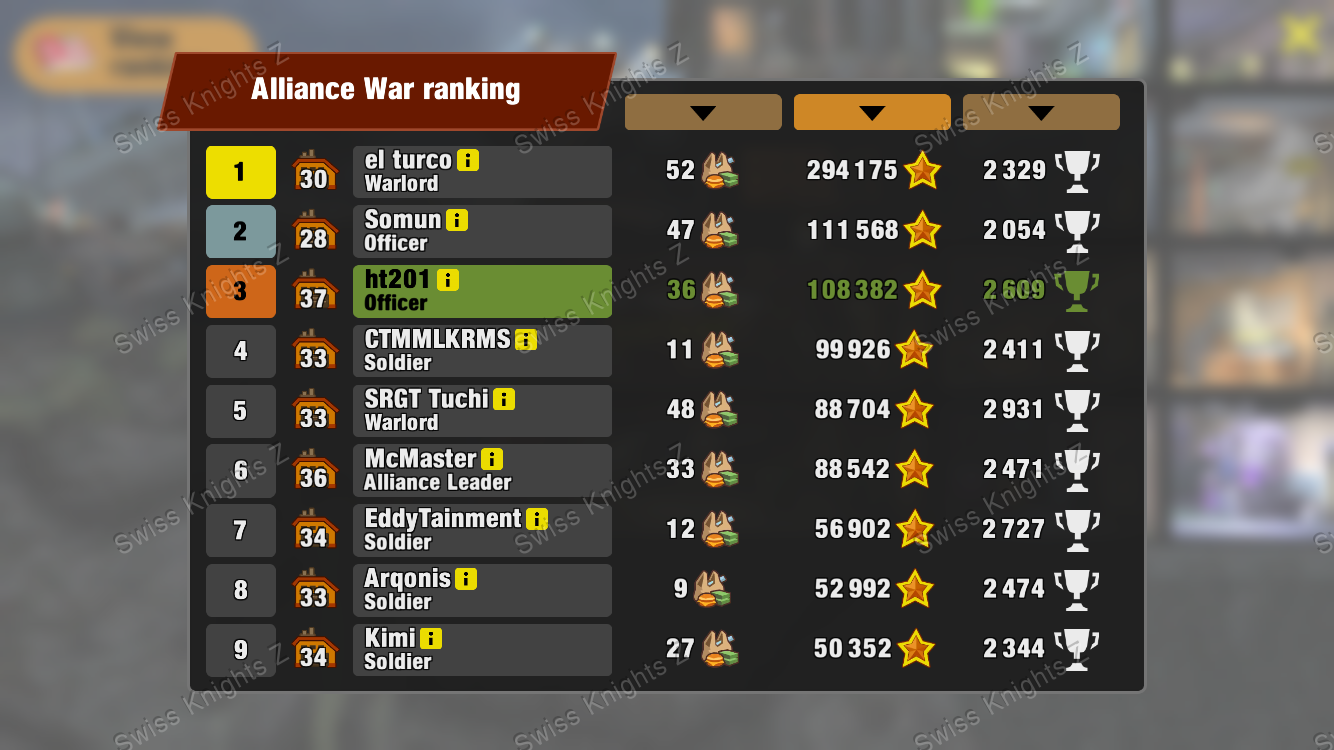 Alliance War ranking
1 30 el turco i 52 294 175 2 329
Warlord
2 28 Somun i 47 111 568 2 054
Officer
3 37 ht201 i 36 108 382 2 609
Officer
4 33 CTMMLKRMS i 11 99 926 2 411
Soldier
5 33 SRGT Tuchi i 48 88 704 2 931
Warlord
6 36 McMaster i 33 88 542 2 471
Alliance Leader
7 34 EddyTainment i 12 56 902 2 727
Soldier
8 33 Arqonis i 9 52 992 2 474
Soldier
9 34 Kimi i 27 50 352 2 344
Soldier
Swiss Knights Z